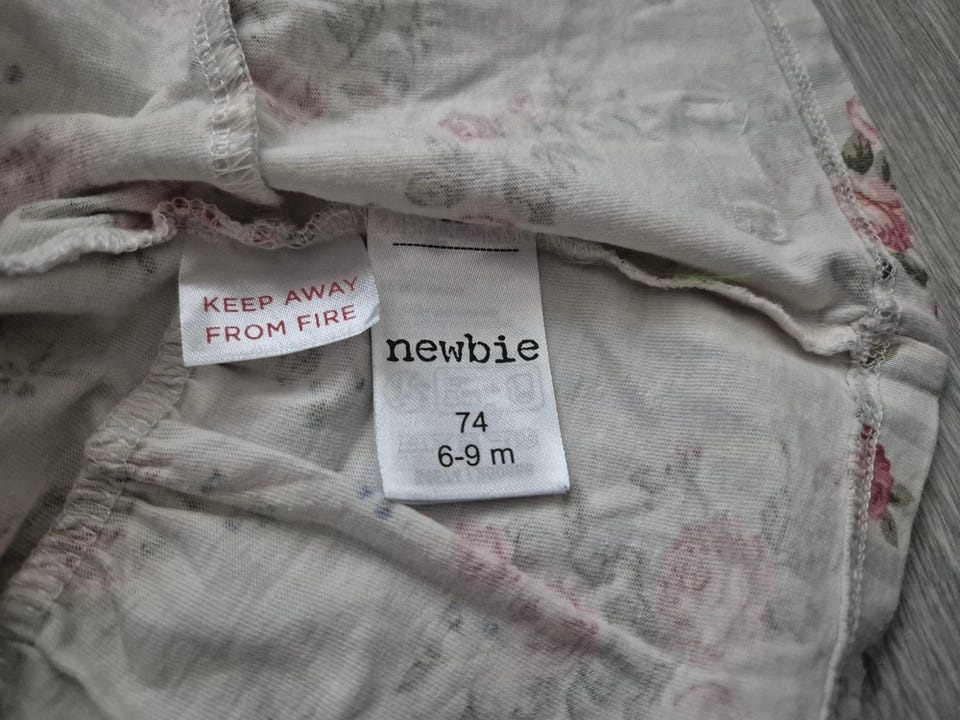 KEEP AWAY
FROM FIRE
newbie
74
6-9 m